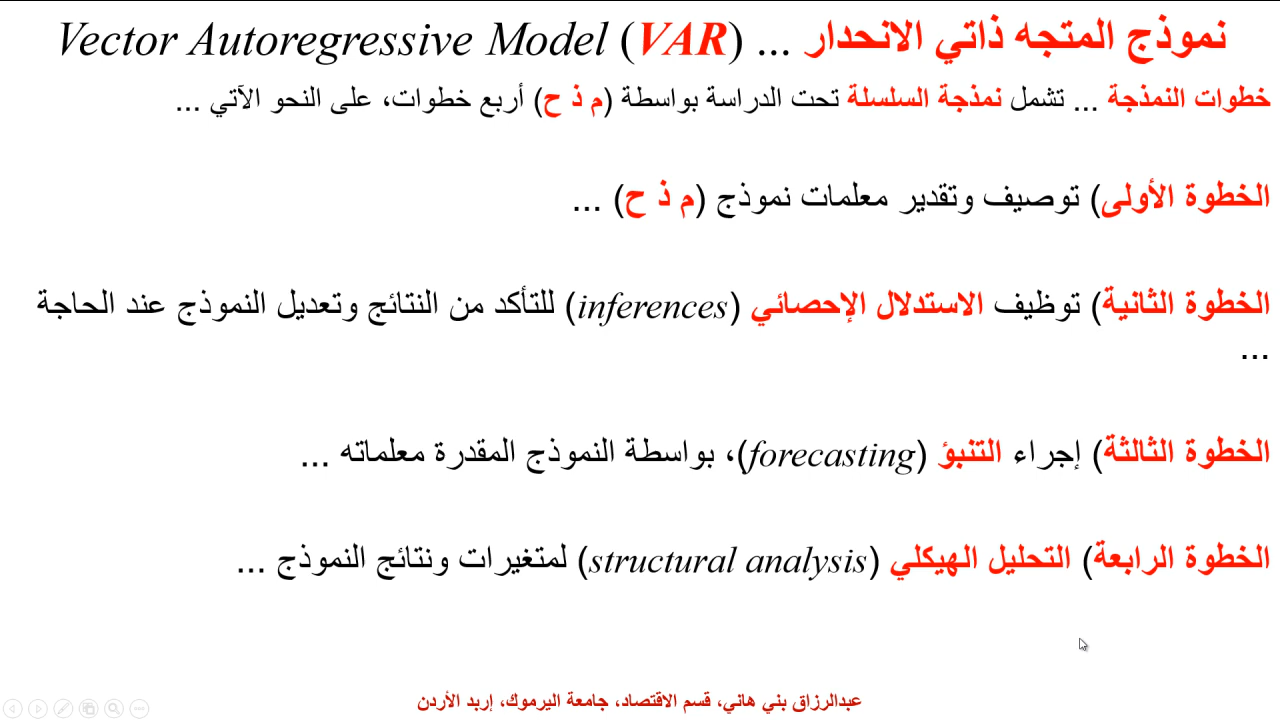 نموذج المتجه ذاتي الانحدار ... Vector Autoregressive Model (VAR)
خطوات النمذجة ... تشمل نمذجة السلسلة تحت الدراسة بواسطة (م ذ ح) أربع خطوات، على النحو الآتي ...
الخطوة الأولى) توصيف وتقدير معلمات نموذج (م ذ ح) ...
الخطوة الثانية) توظيف الاستدلال الإحصائي (inferences) للتأكد من النتائج وتعديل النموذج عند الحاجة
...
الخطوة الثالثة) إجراء التنبؤ (forecasting)، بواسطة النموذج المقدرة معلماته ...
الخطوة الرابعة) التحليل الهيكلي (structural analysis) لمتغيرات ونتائج النموذج ...
عبدالرزاق بني هاني، قسم الاقتصاد، جامعة اليرموك، إربد الأردن